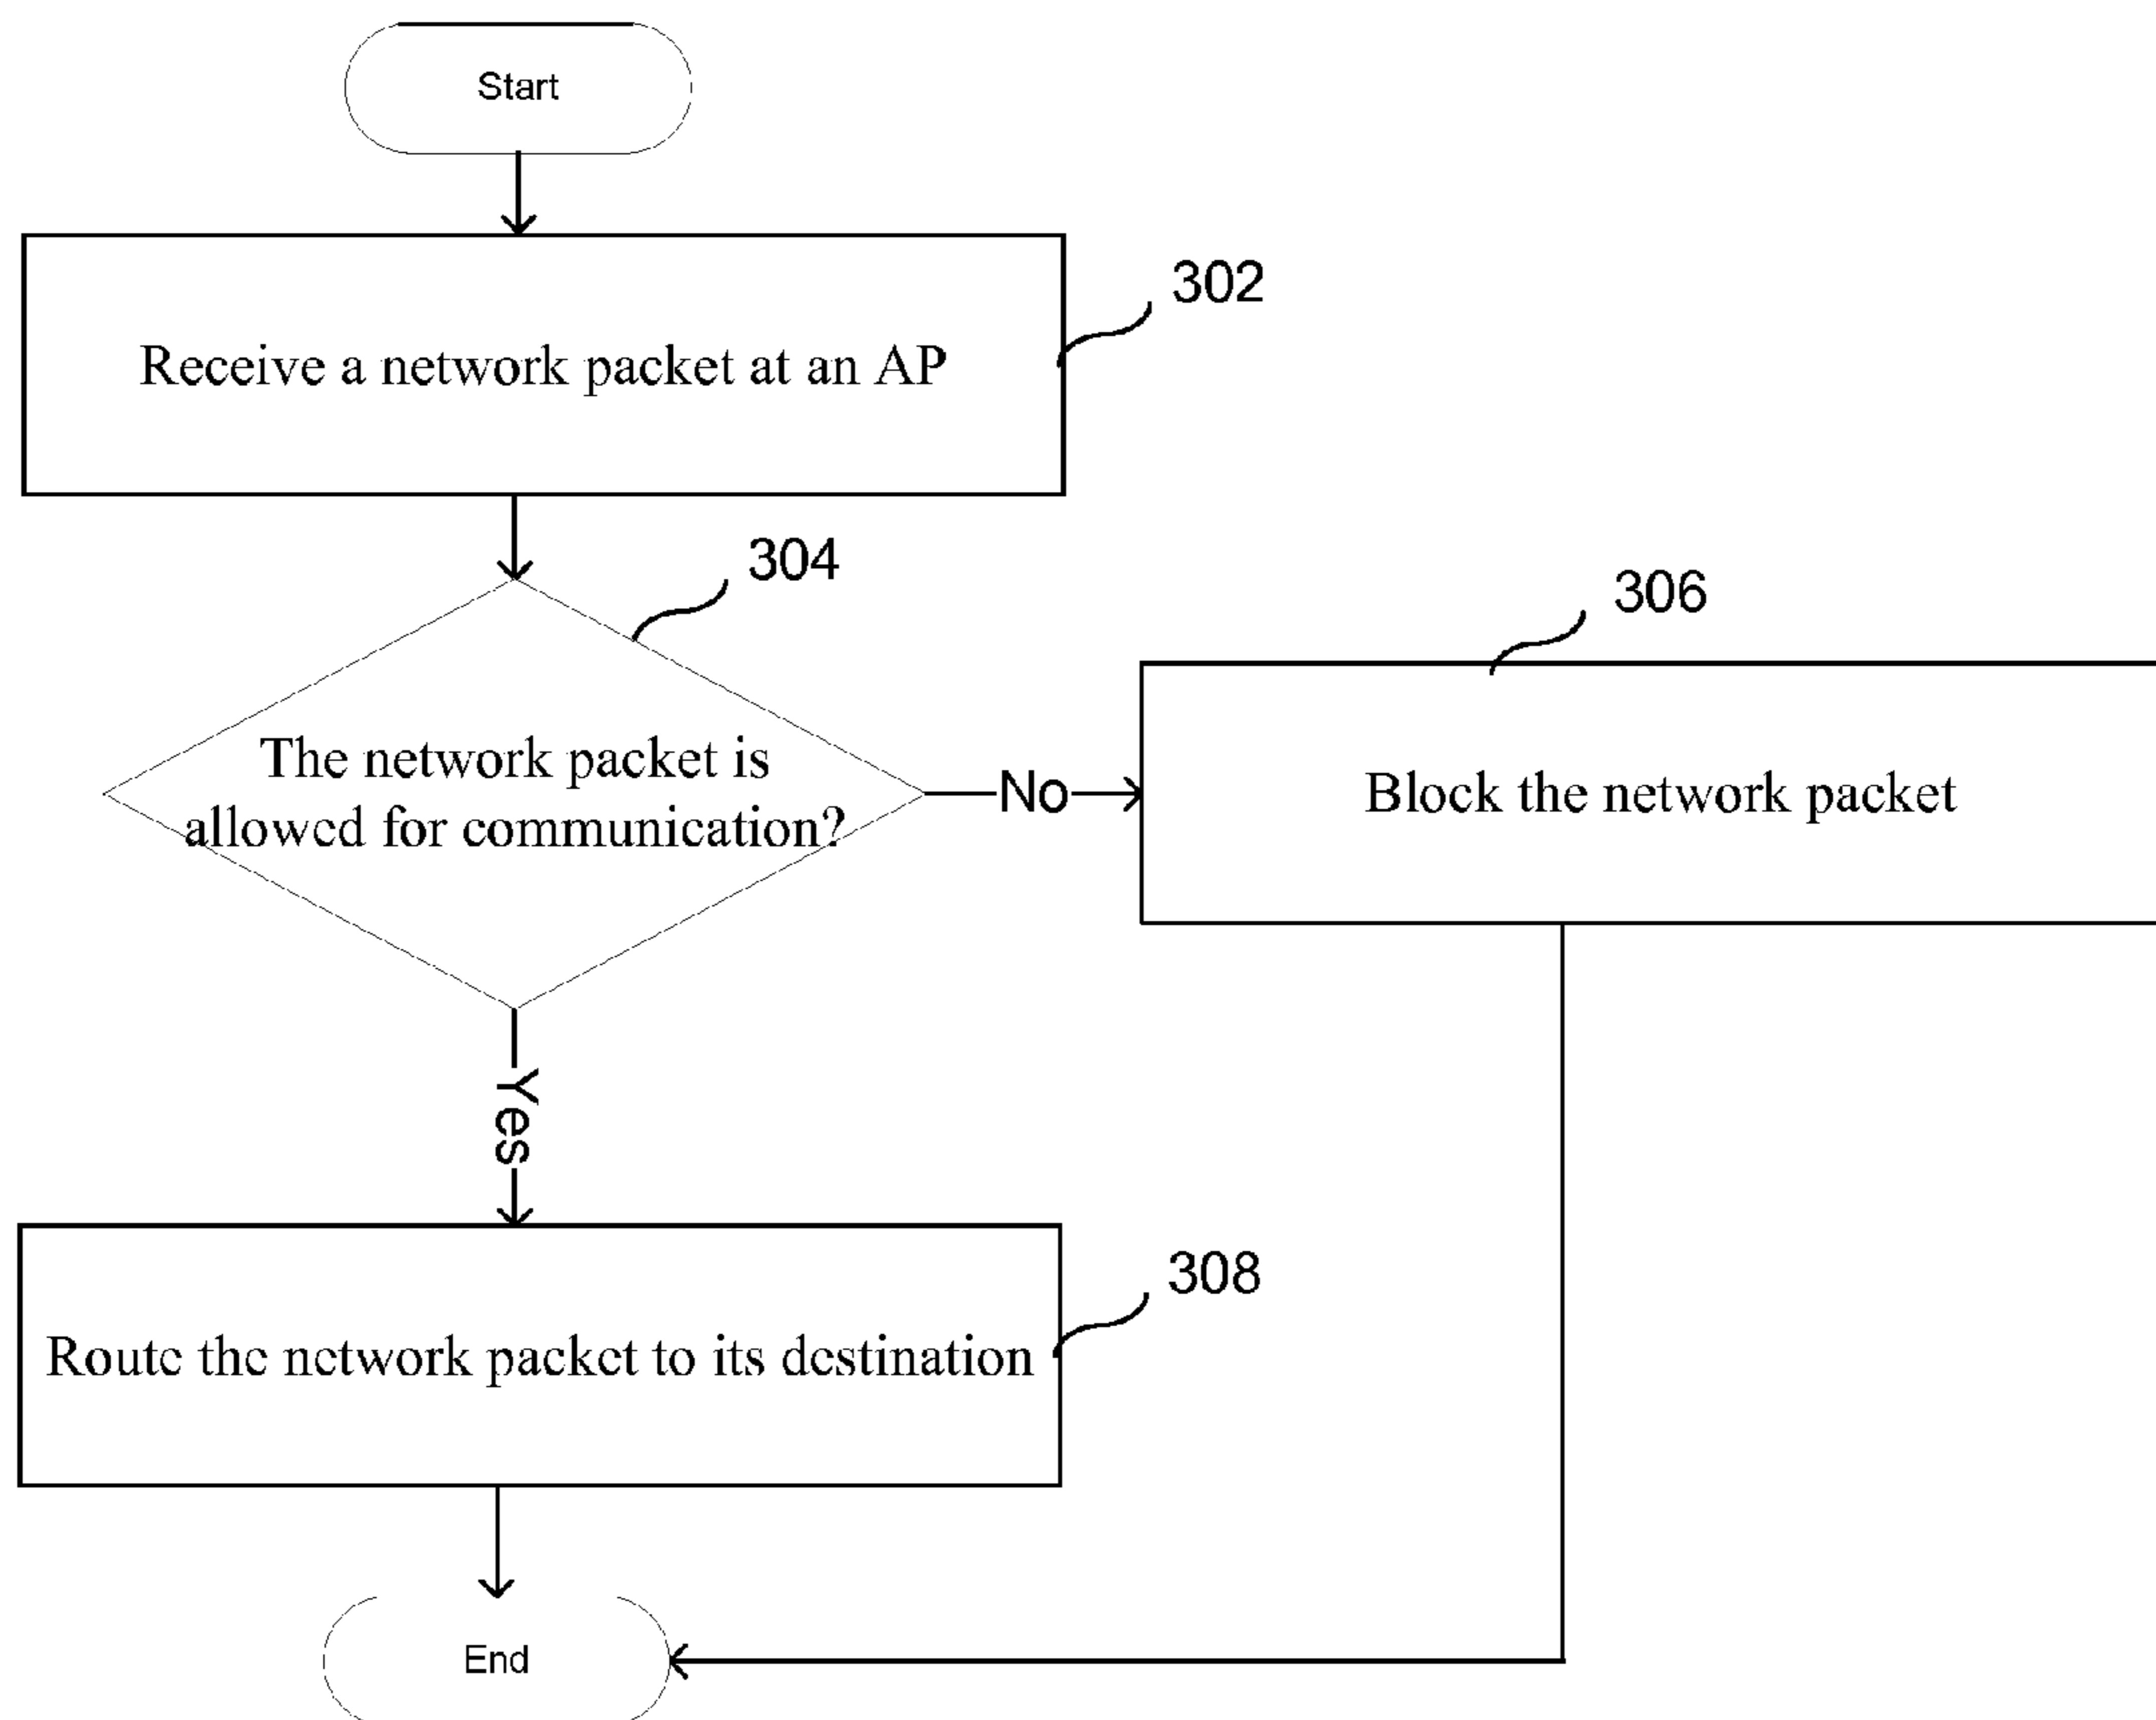 Start
302
Receive a network packet at an AP
304
The network packet is
allowed for communication?
No
306
Block the network packet
Yes
308
Route the network packet to its destination
End